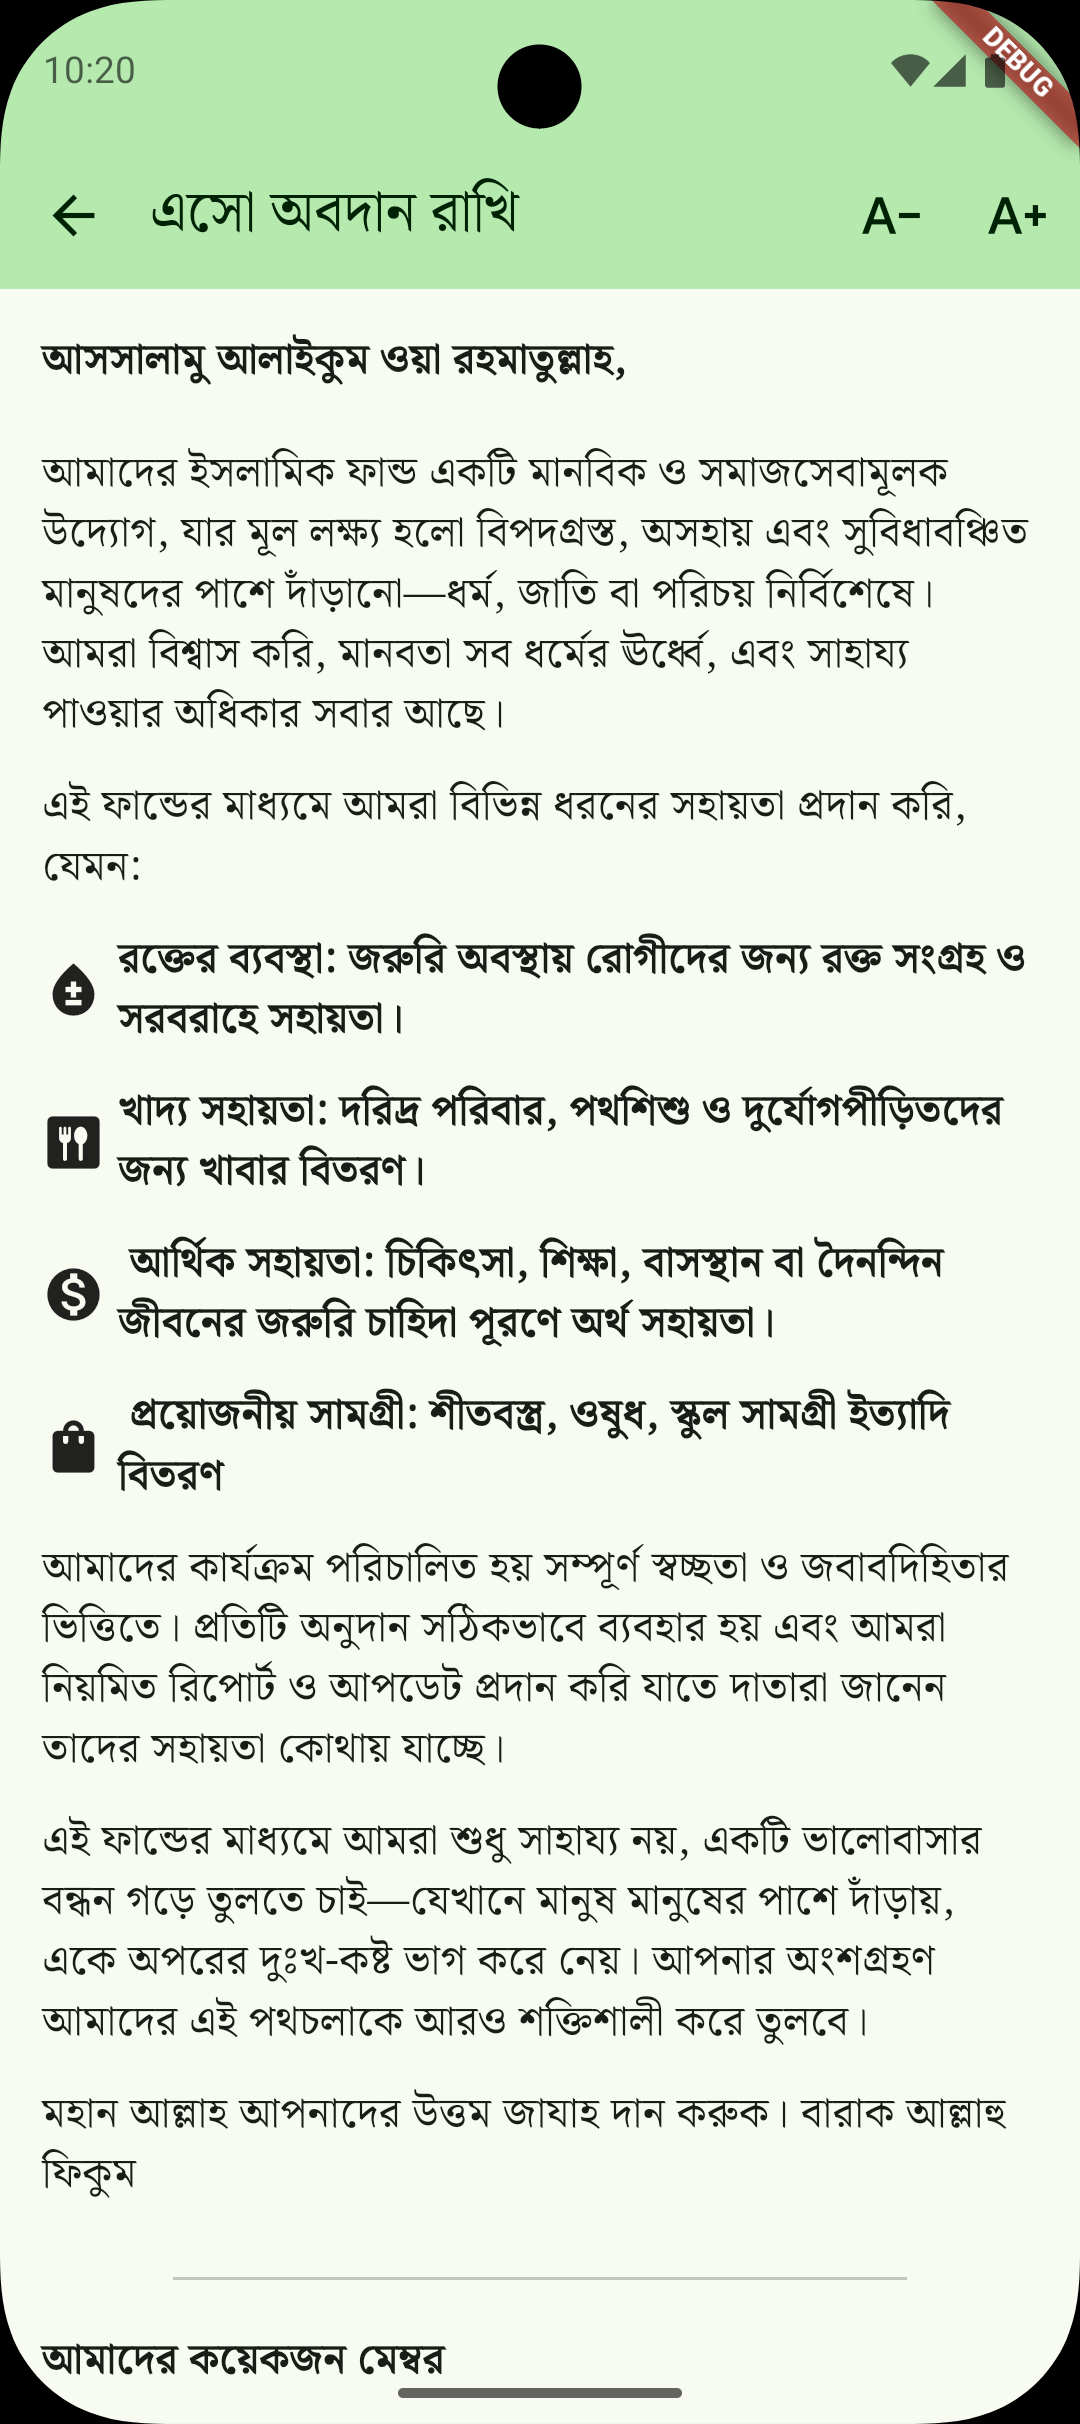 10:20
DEBUG
এসো অবদান রাখি
A-
A+
আসসালামু আলাইকুম ওয়া রহমাতুল্লাহ,
আমাদের ইসলামিক ফান্ড একটি মানবিক ও সমাজসেবামূলক
উদ্যোগ, যার মূল লক্ষ্য হলো বিপদগ্রস্ত, অসহায় এবং সুবিধাবঞ্চিত
মানুষদের পাশে দাঁড়ানো—ধর্ম, জাতি বা পরিচয় নির্বিশেষে।
আমরা বিশ্বাস করি, মানবতা সব ধর্মের ঊর্ধ্বে, এবং সাহায্য
পাওয়ার অধিকার সবার আছে।
এই ফান্ডের মাধ্যমে আমরা বিভিন্ন ধরনের সহায়তা প্রদান করি,
যেমন:
রক্তের ব্যবস্থা: জরুরি অবস্থায় রোগীদের জন্য রক্ত সংগ্রহ ও
সরবরাহে সহায়তা।
খাদ্য সহায়তা: দরিদ্র পরিবার, পথশিশু ও দুর্যোগপীড়িতদের
জন্য খাবার বিতরণ।
আর্থিক সহায়তা: চিকিৎসা, শিক্ষা, বাসস্থান বা দৈনন্দিন
জীবনের জরুরি চাহিদা পূরণে অর্থ সহায়তা।
প্রয়োজনীয় সামগ্রী: শীতবস্ত্র, ওষুধ, স্কুল সামগ্রী ইত্যাদি
বিতরণ
আমাদের কার্যক্রম পরিচালিত হয় সম্পূর্ণ স্বচ্ছতা ও জবাবদিহিতার
ভিত্তিতে। প্রতিটি অনুদান সঠিকভাবে ব্যবহার হয় এবং আমরা
নিয়মিত রিপোর্ট ও আপডেট প্রদান করি যাতে দাতারা জানেন
তাদের সহায়তা কোথায় যাচ্ছে।
এই ফান্ডের মাধ্যমে আমরা শুধু সাহায্য নয়, একটি ভালোবাসার
বন্ধন গড়ে তুলতে চাই—যেখানে মানুষ মানুষের পাশে দাঁড়ায়,
একে অপরের দুঃখ-কষ্ট ভাগ করে নেয়। আপনার অংশগ্রহণ
আমাদের এই পথচলাকে আরও শক্তিশালী করে তুলবে।
মহান আল্লাহ আপনাদের উত্তম জাযাহ দান করুক। বারাক আল্লাহু
ফিকুম
আমাদের কয়েকজন মেম্বর